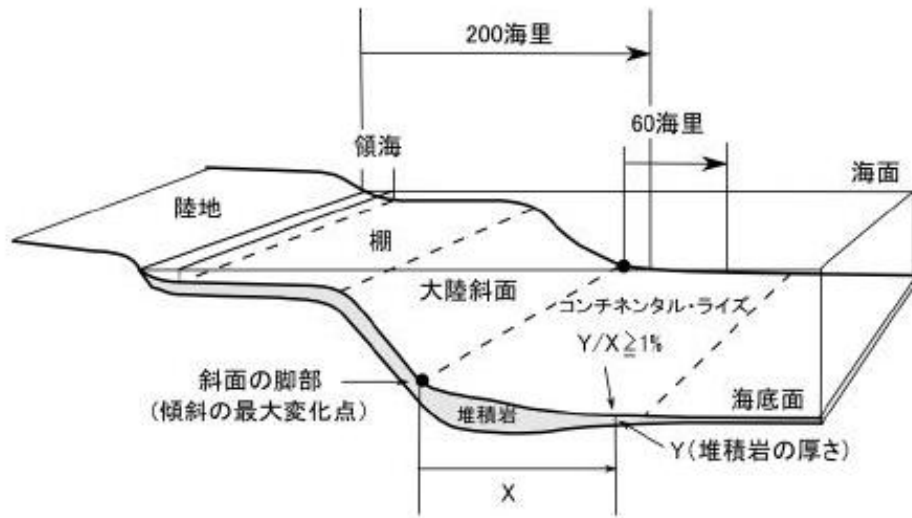 200海里
60海里
領海
海面
陸地
棚
大陸斜面
コンチネンタル・ライズ
Y/X≧1%
斜面の脚部
(傾斜の最大変化点)
堆積岩
海底面
Y(堆積岩の厚さ)
X